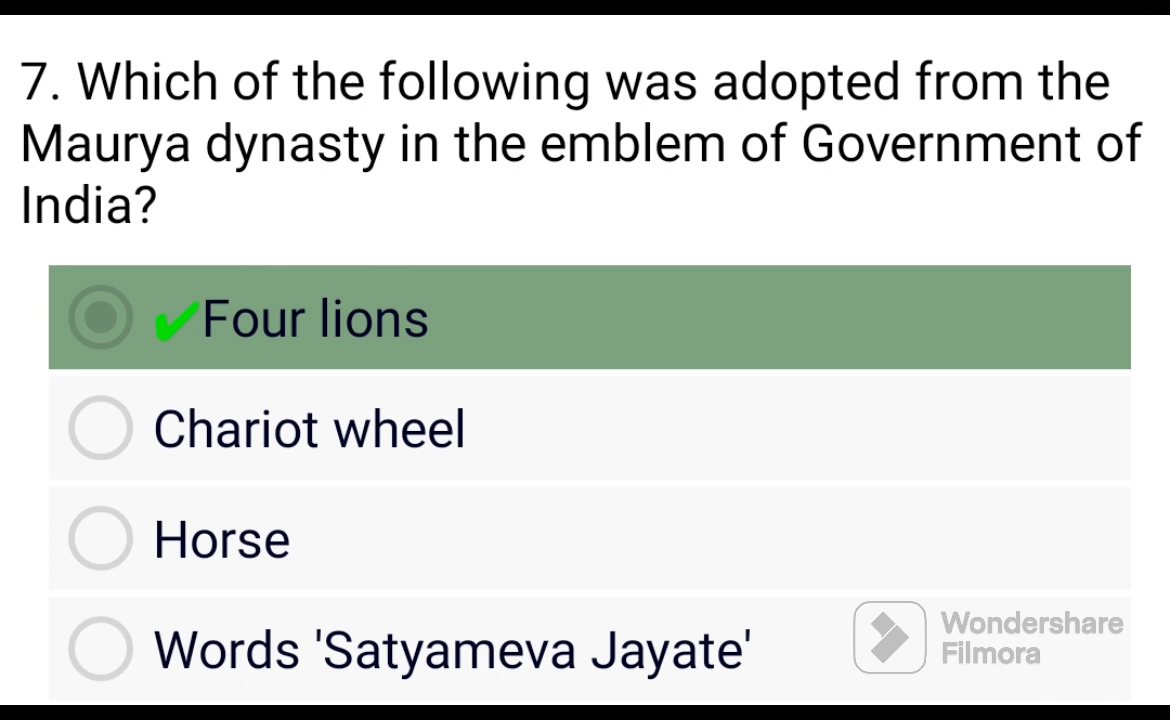 7. Which of the following was adopted from the
Maurya dynasty in the emblem of Government of
India?
✔Four lions
Chariot wheel
Horse
Words 'Satyameva Jayate'
Wondershare
Filmora